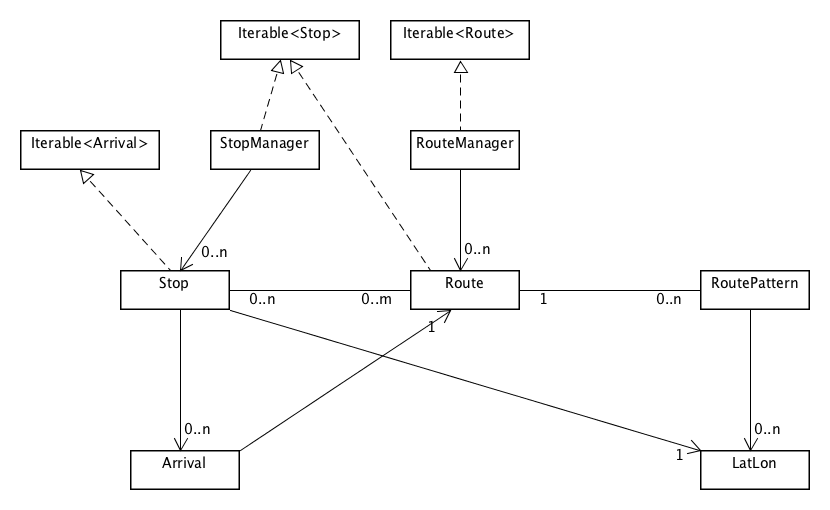 Iterable<Stop>
Iterable<Route>
Iterable<Arrival>
StopManager
RouteManager
0..n
0..n
Stop
Route
RoutePattern
0..n
0..m
1
0..n
1
0..n
0..n
1
Arrival
LatLon